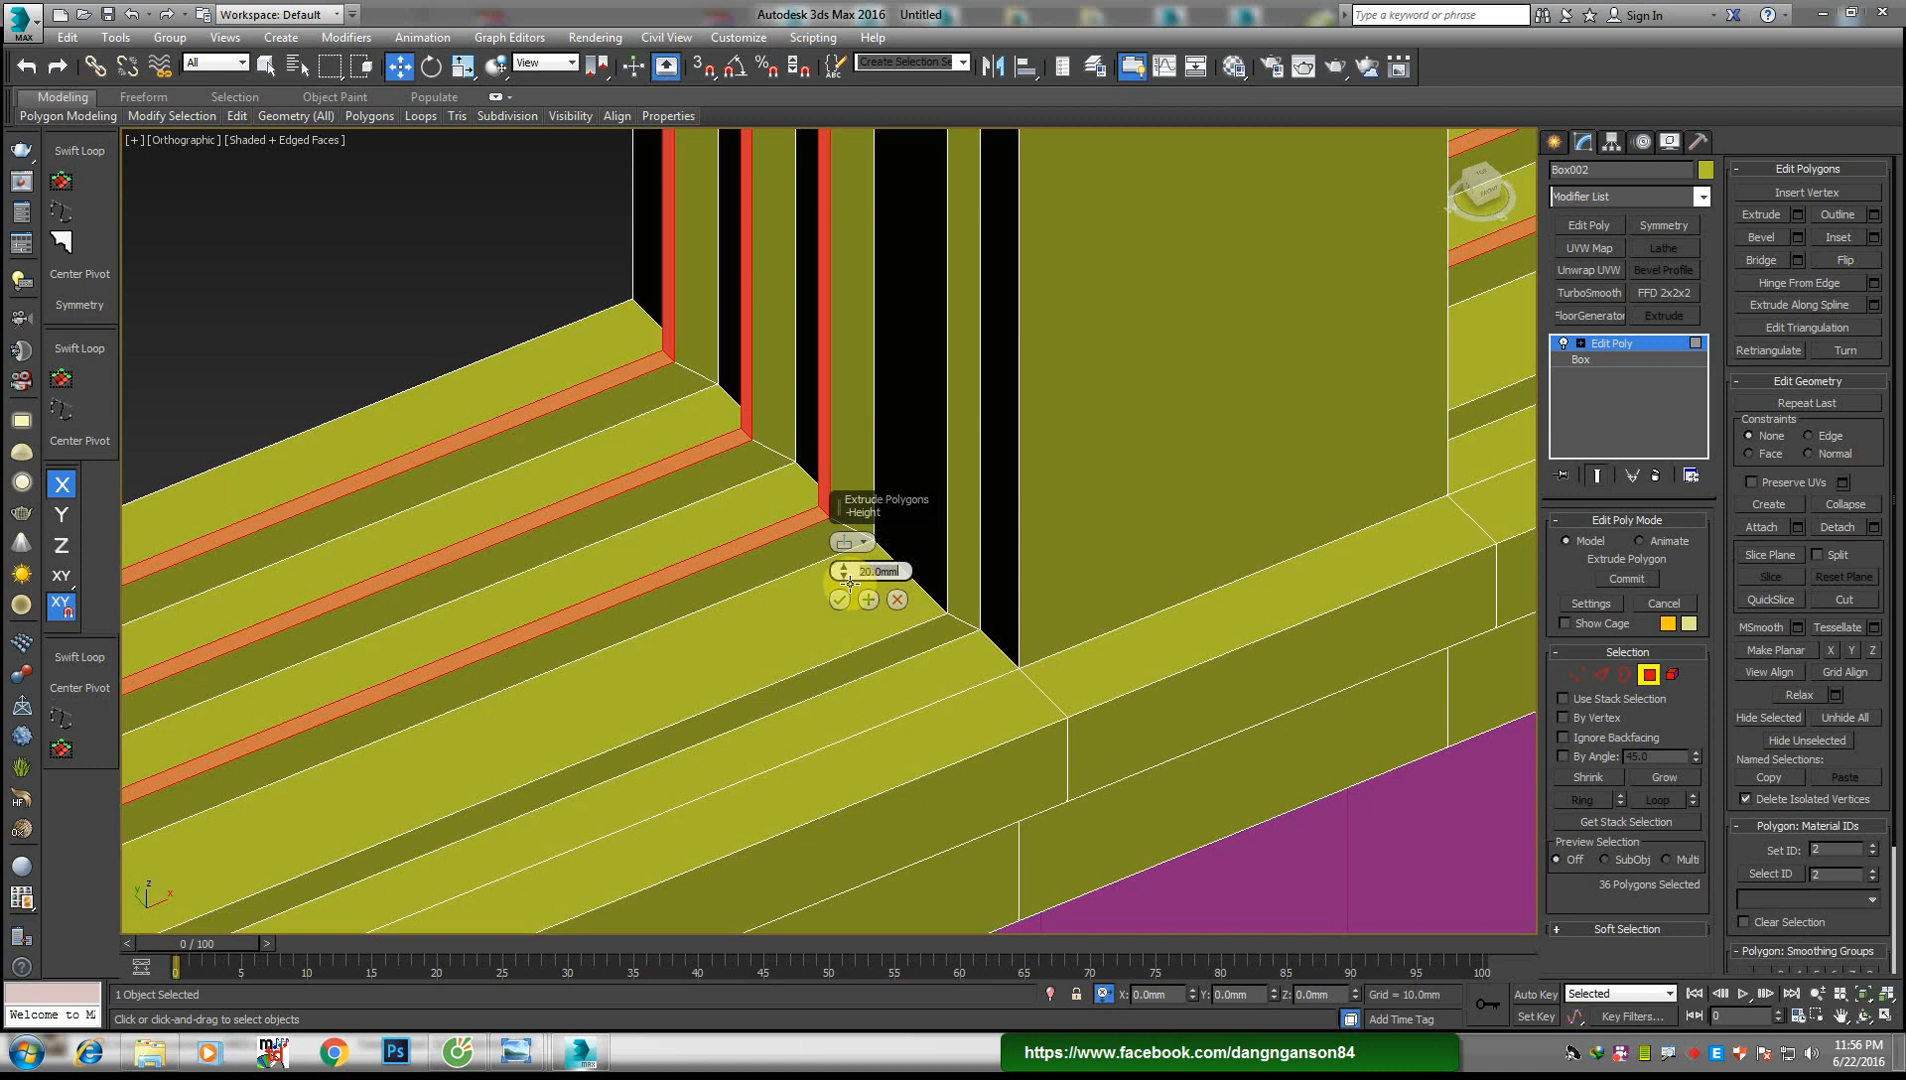 Workspace: Default
Autodesk 3ds Max 2016 Untitled
Type a keyword or phrase
Sign In
MAX
Edit Tools Group Views Create Modifiers Animation Graph Editors Rendering Civil View Customize Scripting Help
All
View
Create Selection Se
Modeling Freeform Selection Object Paint Populate
Polygon Modeling Modify Selection Edit Geometry (All) Polygons Loops Tris Subdivision Visibility Align Properties
[+] [Orthographic] [Shaded + Edged Faces]
Swift Loop
Center Pivot
Symmetry
Swift Loop
Center Pivot
X
Y
Z
XY
XY
Swift Loop
Center Pivot
Extrude Polygons
-Height
20.0mm
Box002
Modifier List
Edit Poly Symmetry
UVW Map Lathe
Unwrap UVW Bevel Profile
TurboSmooth FFD 2x2x2
FloorGenerator Extrude
Edit Poly
Box
Edit Poly Mode
Model Animate
Extrude Polygon
Commit
Settings Cancel
Show Cage
Selection
Use Stack Selection
By Vertex
Ignore Backfacing
By Angle: 45.0
Shrink Grow
Ring Loop
Get Stack Selection
Preview Selection
Off SubObj Multi
36 Polygons Selected
Soft Selection
Edit Polygons
Insert Vertex
Extrude Outline
Bevel Inset
Bridge Flip
Hinge From Edge
Extrude Along Spline
Edit Triangulation
Retriangulate Turn
Edit Geometry
Repeat Last
Constraints
None Edge
Face Normal
Preserve UVs
Create Collapse
Attach Detach
Slice Plane Split
Slice Reset Plane
QuickSlice Cut
MSmooth Tessellate
Make Planar X Y Z
View Align Grid Align
Relax
Hide Selected Unhide All
Hide Unselected
Named Selections:
Copy Paste
Delete Isolated Vertices
Polygon: Material IDs
Set ID: 2
Select ID 2
Clear Selection
Polygon: Smoothing Groups
0 / 100
0 5 10 15 20 25 30 35 40 45 50 55 60 65 70 75 80 85 90 95 100
1 Object Selected
X: 0.0mm Y: 0.0mm Z: 0.0mm Grid = 10.0mm
Auto Key Selected
Welcome to M
Click or click-and-drag to select objects
Add Time Tag
Set Key Key Filters... 0
Ps
https://www.facebook.com/dangnganson84
11:56 PM
6/22/2016